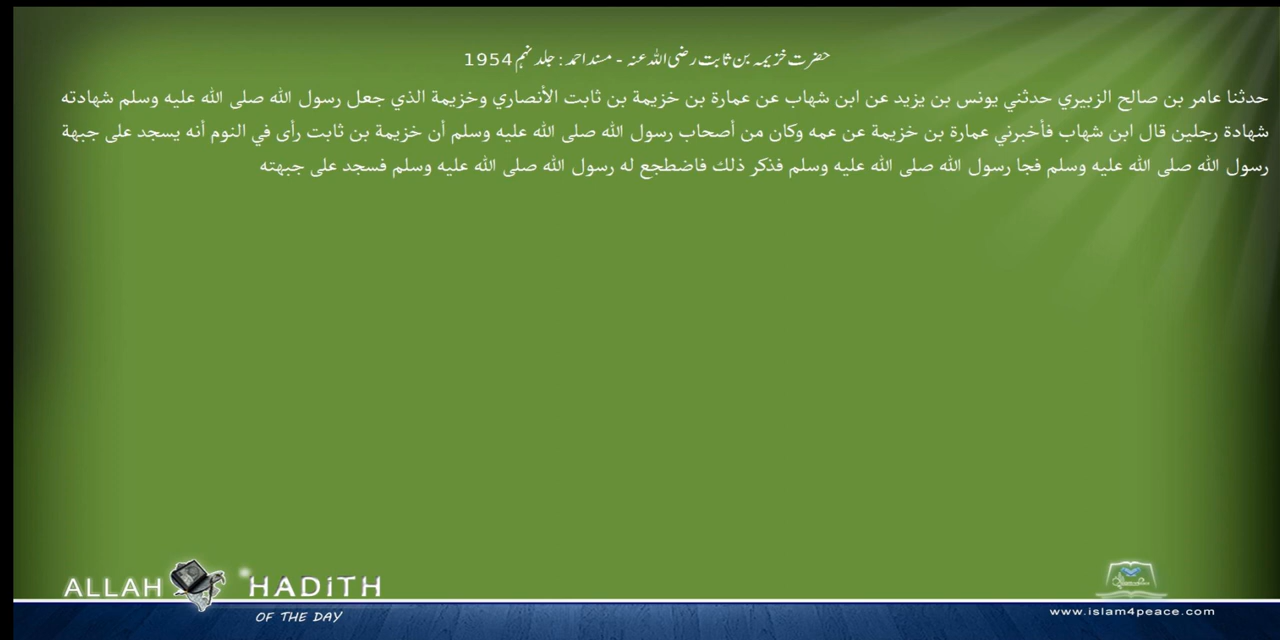 حضرت خزیمہ بن ثابت رضی اللہ عنہ - مسند احمد : جلد نہم 1954
حدثنا عامر بن صالح الزبيري حدثني يونس بن يزيد عن ابن شهاب عن عمارة بن خزيمة بن ثابت الأنصاري وخزيمة الذي جعل رسول الله صلى الله عليه وسلم شهادته
شهادة رجلين قال ابن شهاب فأخبرني عمارة بن خزيمة عن عمه وكان من أصحاب رسول الله صلى الله عليه وسلم أن خزيمة بن ثابت رأى في النوم أنه يسجد على جبهة
رسول الله صلى الله عليه وسلم فجا رسول الله صلى الله عليه وسلم فذكر ذلك فاضطجع له رسول الله صلى الله عليه وسلم فسجد على جبهته
ALLAH HADITH
OF THE DAY
www.islam4peace.com